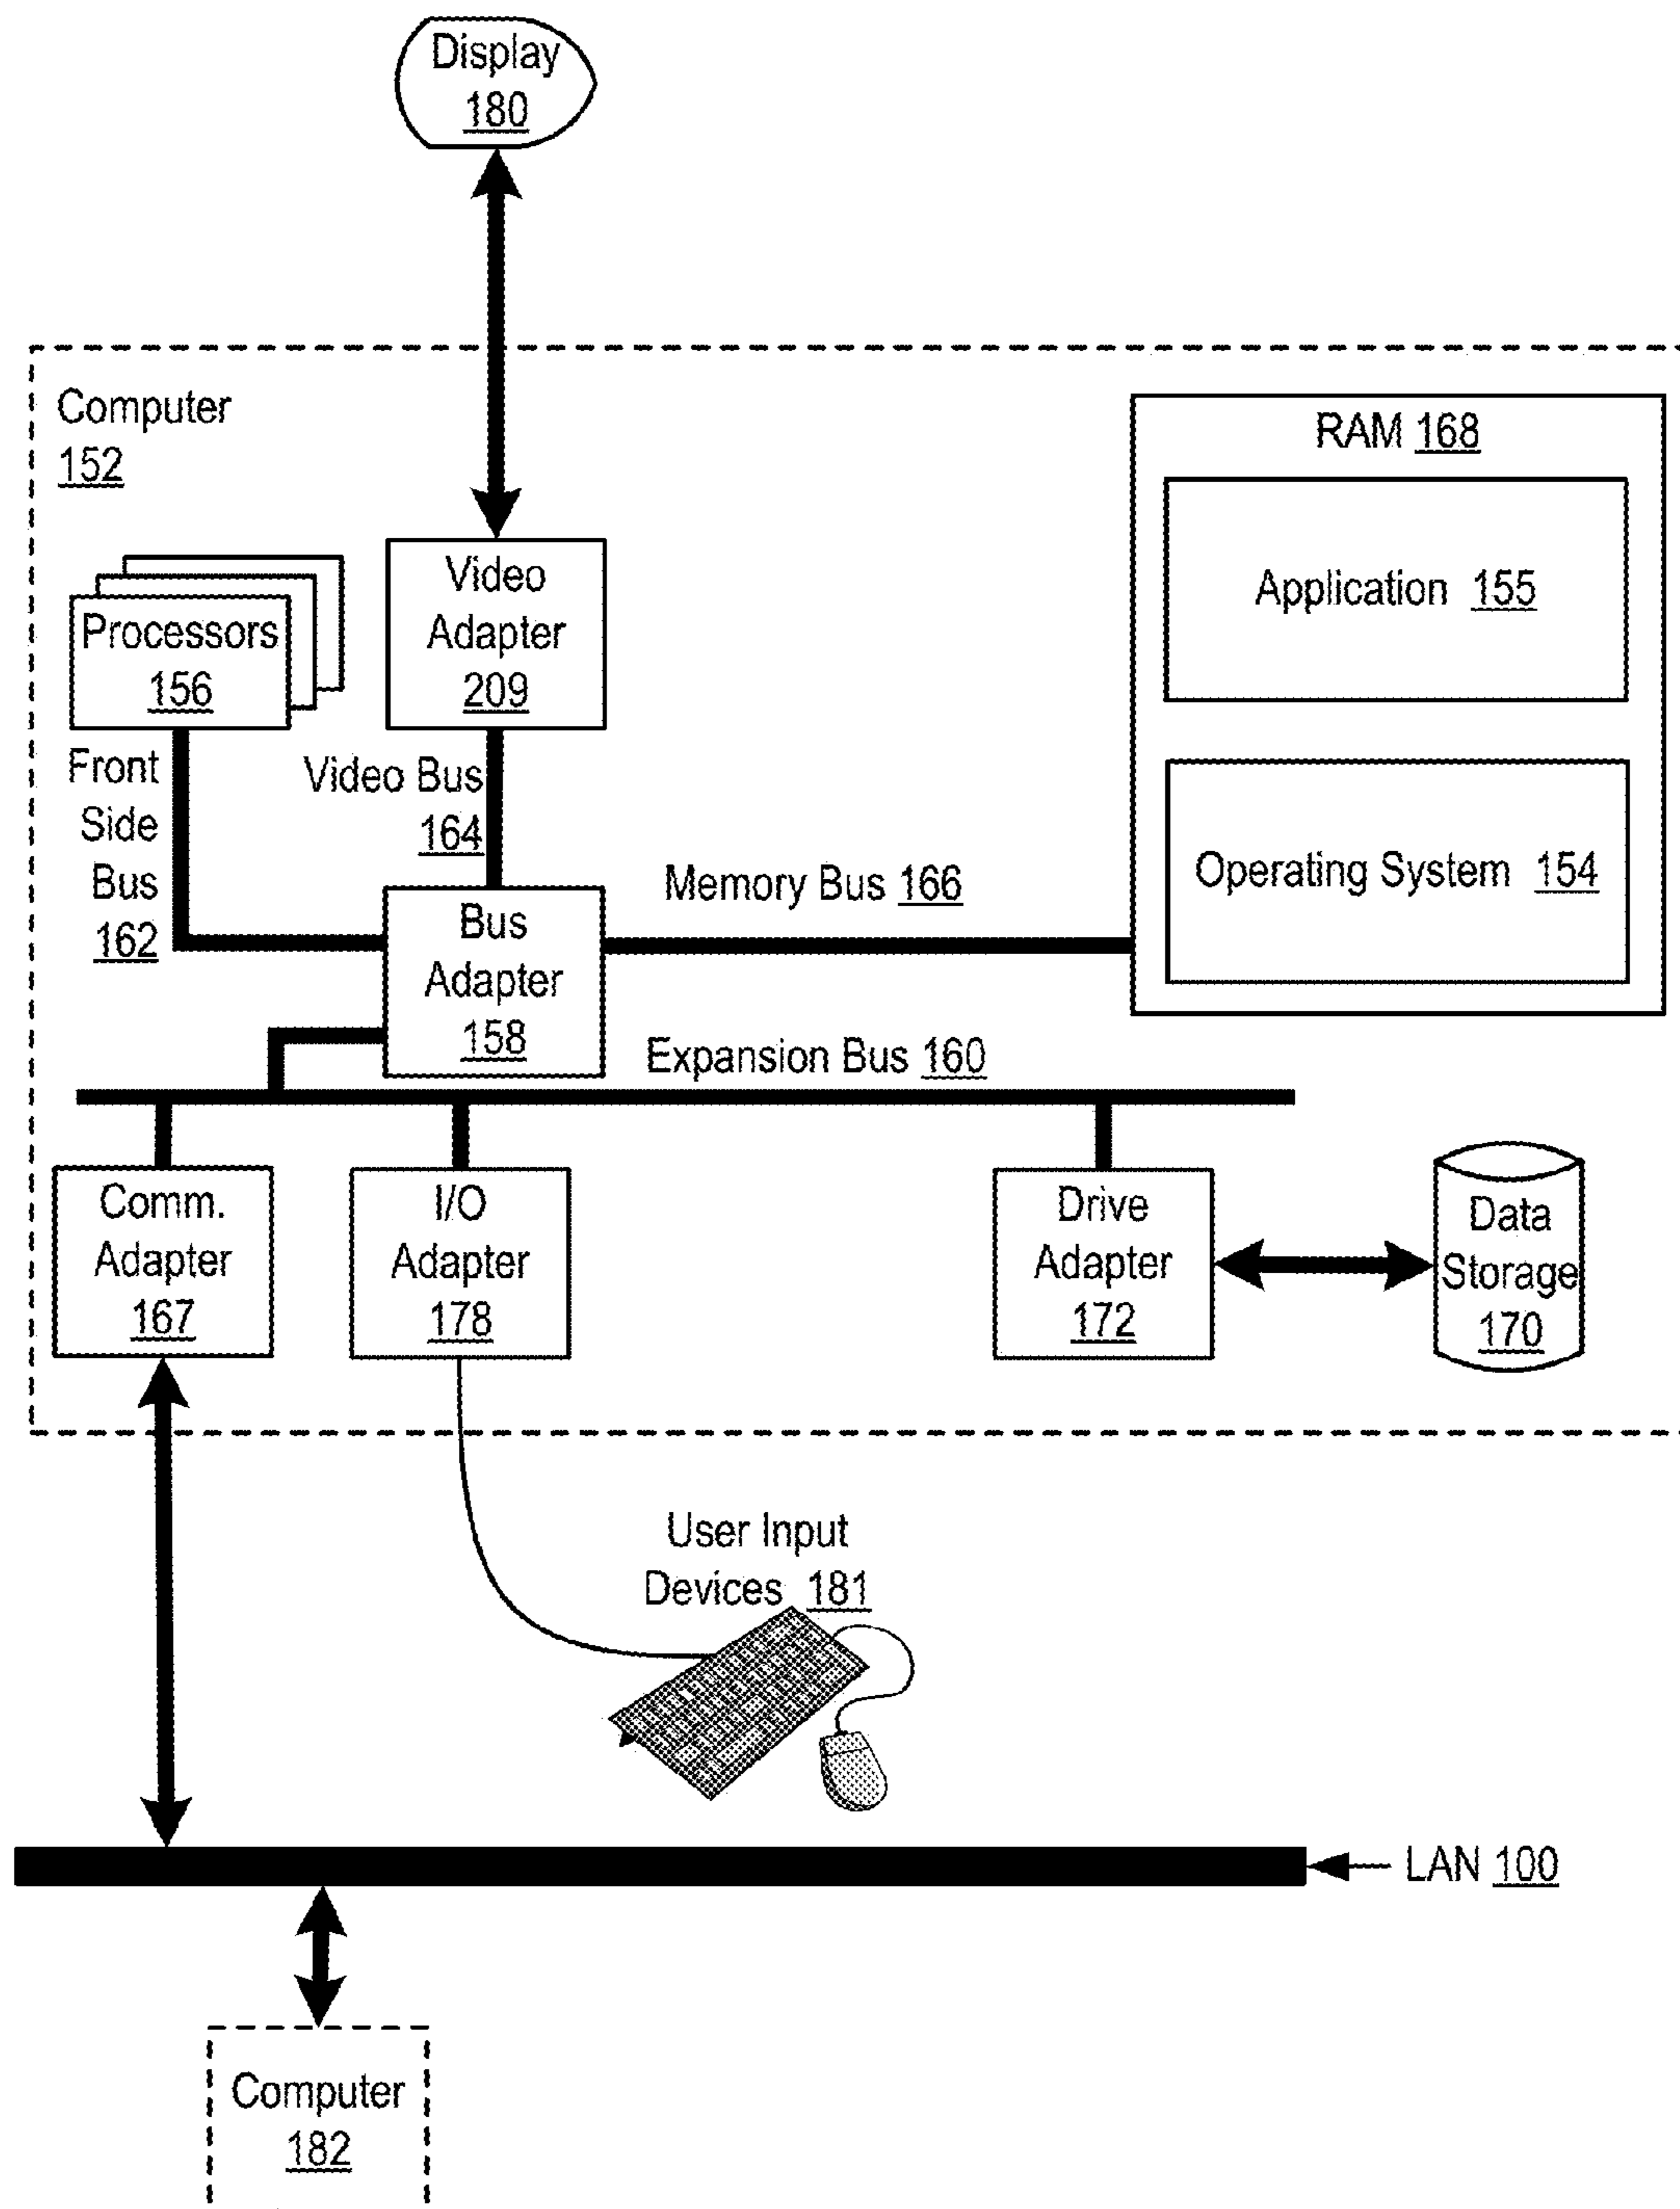 Display
180
Computer
152
RAM 168
Application 155
Operating System 154
Processors
156
Video
Adapter
209
Front
Side
Bus
162
Video Bus
164
Memory Bus 166
Bus
Adapter
158
Expansion Bus 160
Comm.
Adapter
167
I/O
Adapter
178
Drive
Adapter
172
Data
Storage
170
User Input
Devices 181
LAN 100
Computer
182